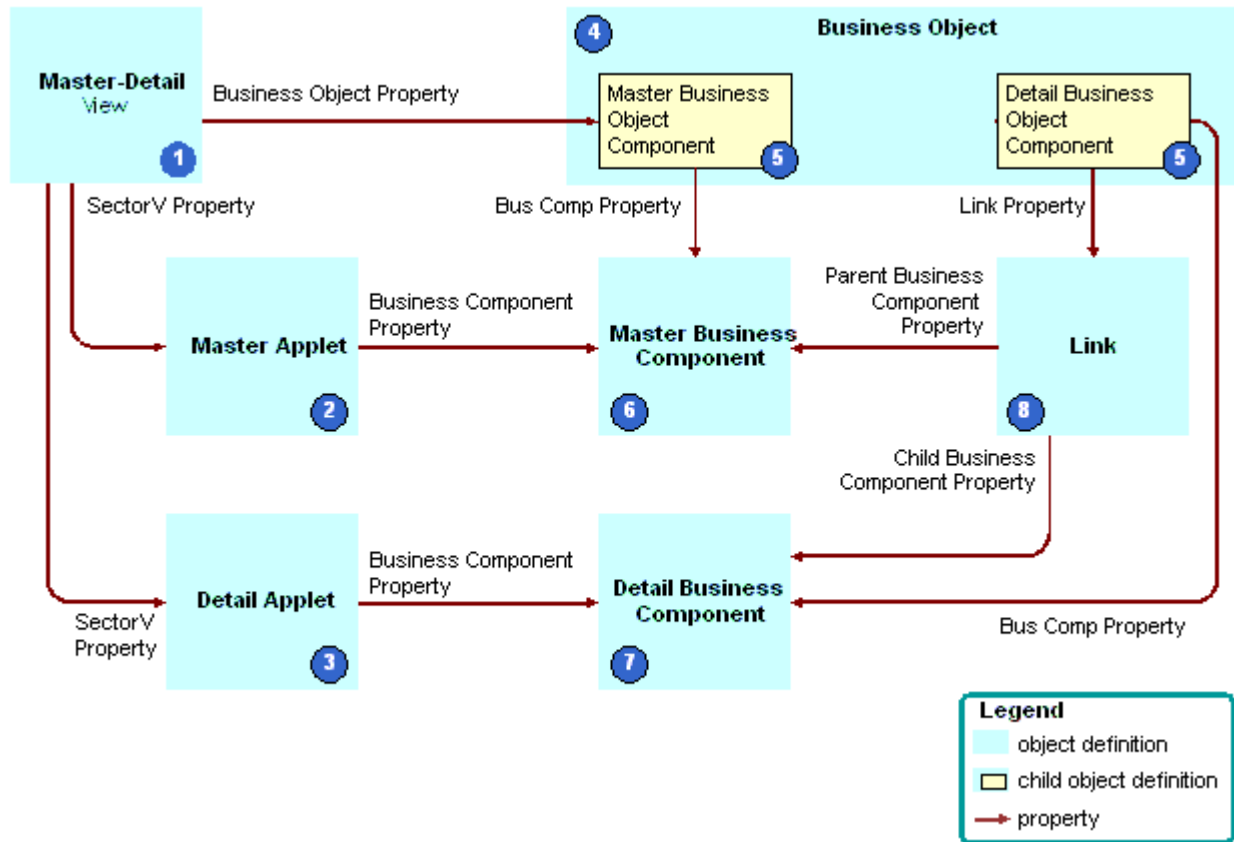 Business Object
4
Master-Detail
View
1
Business Object Property
Master Business
Object
Component
5
Detail Business
Object
Component
5
SectorV Property
Bus Comp Property
Link Property
Master Applet
2
Business Component
Property
Master Business
Component
6
Parent Business
Component
Property
Link
8
Child Business
Component Property
Detail Applet
3
SectorV
Property
Business Component
Property
Detail Business
Component
7
Bus Comp Property
Legend
object definition
child object definition
property